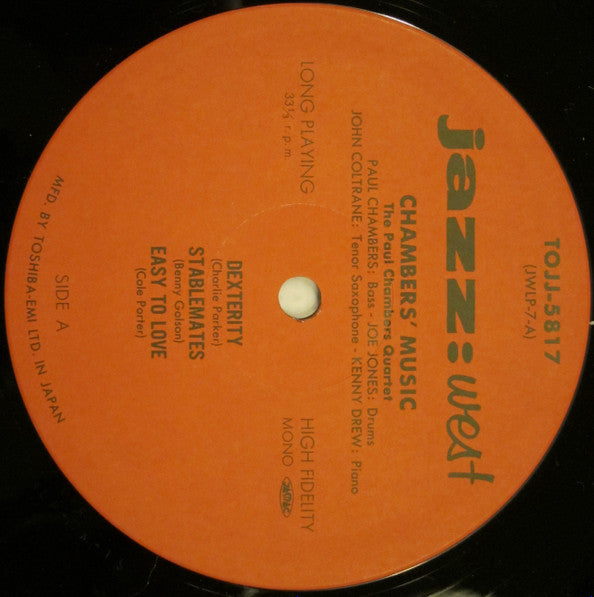 TOJJ-5817
(JWLP-7-A)
jazz: west
CHAMBERS' MUSIC
The Paul Chambers Quartet
PAUL CHAMBERS: Bass - JOE JONES: Drums
JOHN COLTRANE: Tenor Saxophone - KENNY DREW: Piano
LONG PLAYING
33⅓ r.p.m
HIGH FIDELITY
MONO
DEXTERITY
(Charlie Parker)
STABLEMATES
(Benny Golson)
EASY TO LOVE
(Cole Porter)
SIDE A
MFD. BY TOSHIBA-EMI LTD. IN JAPAN